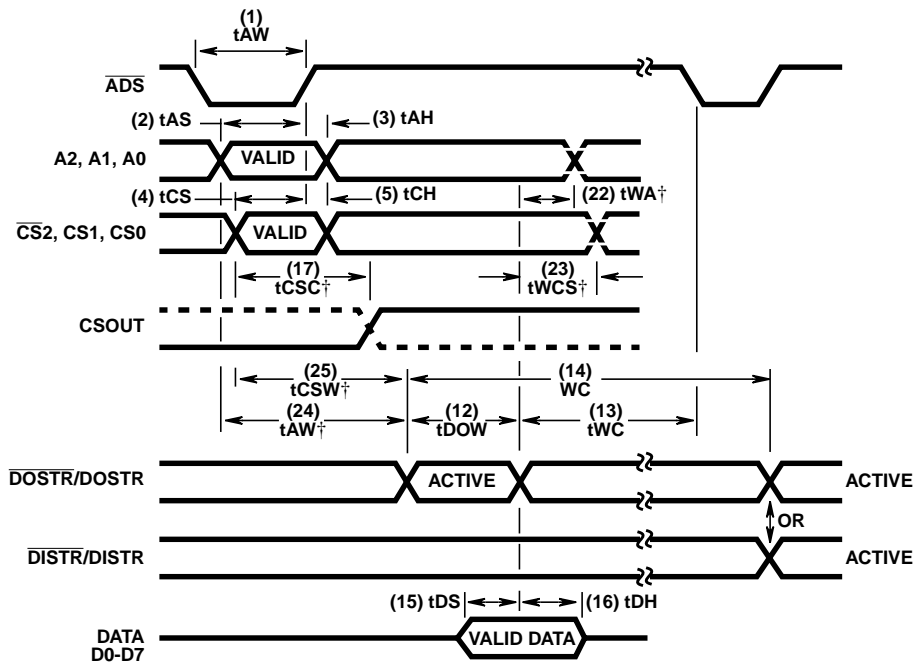 (1)
tAW
ADS
(2) tAS
(3) tAH
A2, A1, A0
VALID
(4) tCS
(5) tCH
(22) tWA†
CS2, CS1, CS0
VALID
(17)
tCSC†
(23)
tWCS†
CSOUT
(25)
tCSW†
(14)
WC
(24)
tAW†
(12)
tDOW
(13)
tWC
DOSTR/DOSTR
ACTIVE
ACTIVE
OR
DISTR/DISTR
ACTIVE
(15) tDS
(16) tDH
DATA
D0-D7
VALID DATA